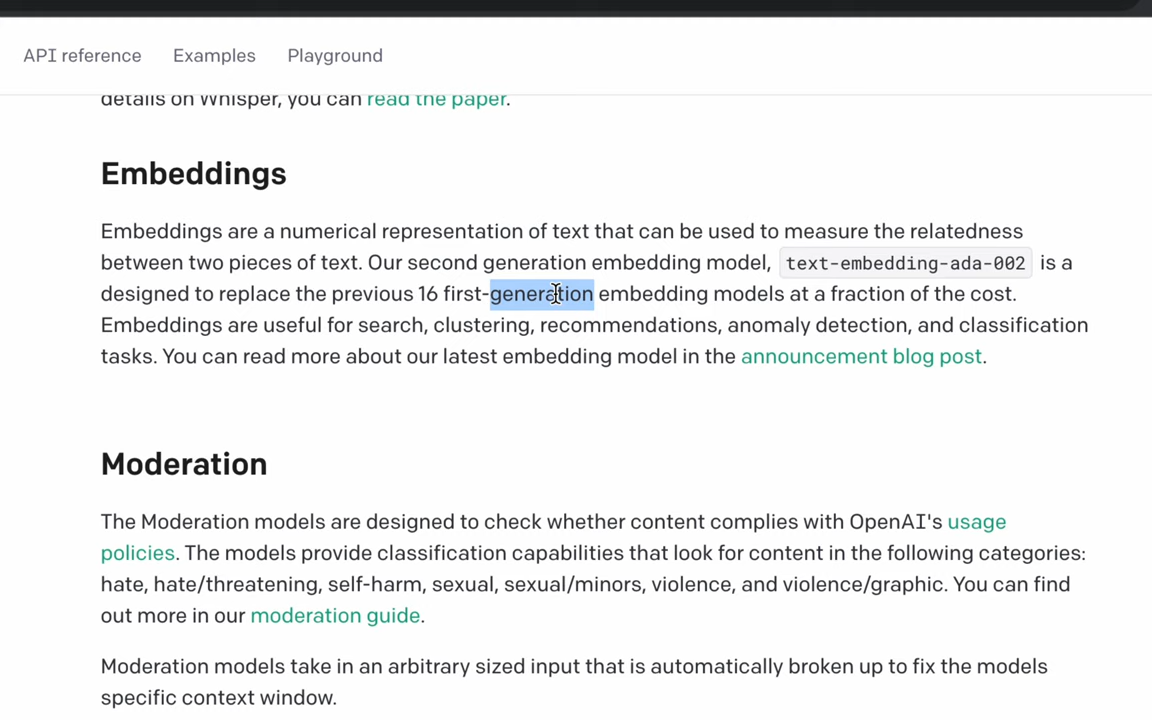 API reference Examples Playground
details on Whisper, you can read the paper.
Embeddings
Embeddings are a numerical representation of text that can be used to measure the relatedness
between two pieces of text. Our second generation embedding model, text-embedding-ada-002 is a
designed to replace the previous 16 first-generation embedding models at a fraction of the cost.
Embeddings are useful for search, clustering, recommendations, anomaly detection, and classification
tasks. You can read more about our latest embedding model in the announcement blog post.
Moderation
The Moderation models are designed to check whether content complies with OpenAI's usage
policies. The models provide classification capabilities that look for content in the following categories:
hate, hate/threatening, self-harm, sexual, sexual/minors, violence, and violence/graphic. You can find
out more in our moderation guide.
Moderation models take in an arbitrary sized input that is automatically broken up to fix the models
specific context window.